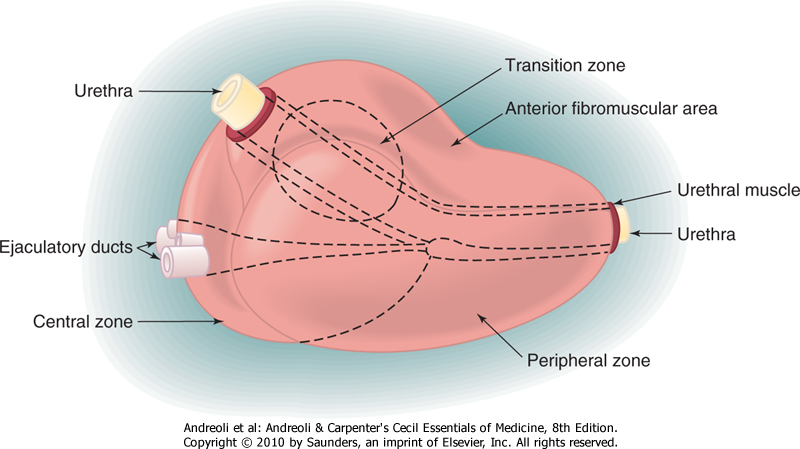 Transition zone
Urethra
Anterior fibromuscular area
Urethral muscle
Urethra
Ejaculatory ducts
Central zone
Peripheral zone
Andreoli et al: Andreoli & Carpenter's Cecil Essentials of Medicine, 8th Edition.
Copyright © 2010 by Saunders, an imprint of Elsevier, Inc. All rights reserved.